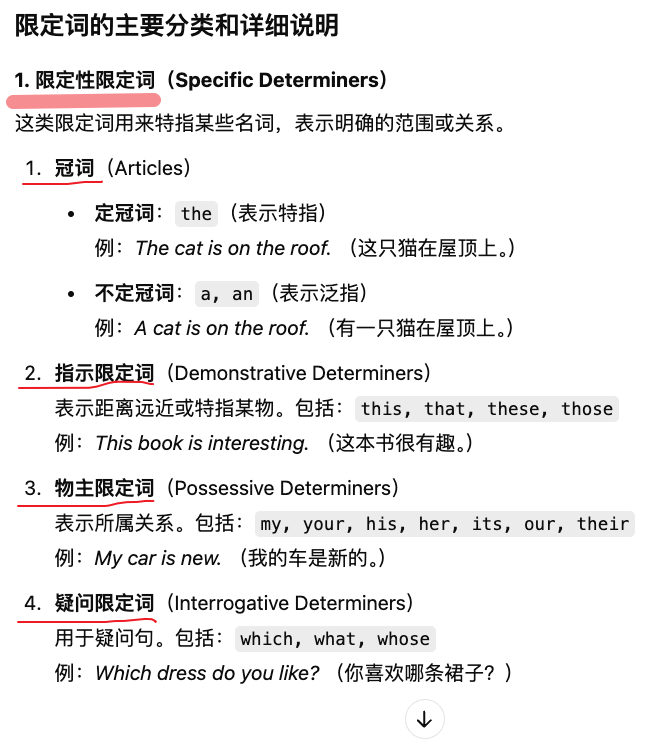 限定词的主要分类和详细说明
1. 限定性限定词（Specific Determiners）
这类限定词用来特指某些名词，表示明确的范围或关系。
1. 冠词（Articles）
• 定冠词：the（表示特指）
例：The cat is on the roof.（这只猫在屋顶上。）
• 不定冠词：a, an（表示泛指）
例：A cat is on the roof.（有一只猫在屋顶上。）
2. 指示限定词（Demonstrative Determiners）
表示距离远近或特指某物。包括：this, that, these, those
例：This book is interesting.（这本书很有趣。）
3. 物主限定词（Possessive Determiners）
表示所属关系。包括：my, your, his, her, its, our, their
例：My car is new.（我的车是新的。）
4. 疑问限定词（Interrogative Determiners）
用于疑问句。包括：which, what, whose
例：Which dress do you like?（你喜欢哪条裙子？）